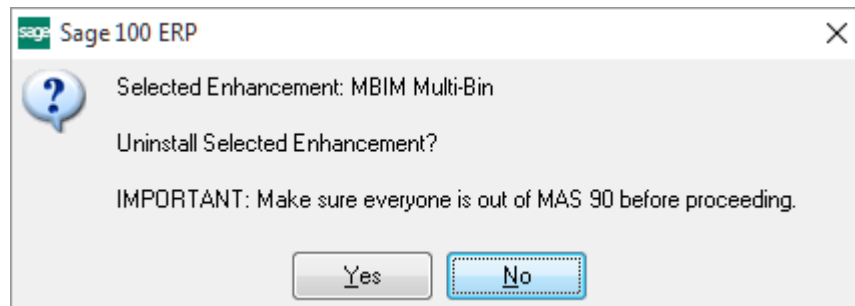 sage Sage 100 ERP
Selected Enhancement: MBIM Multi-Bin
Uninstall Selected Enhancement?
IMPORTANT: Make sure everyone is out of MAS 90 before proceeding.
Yes No